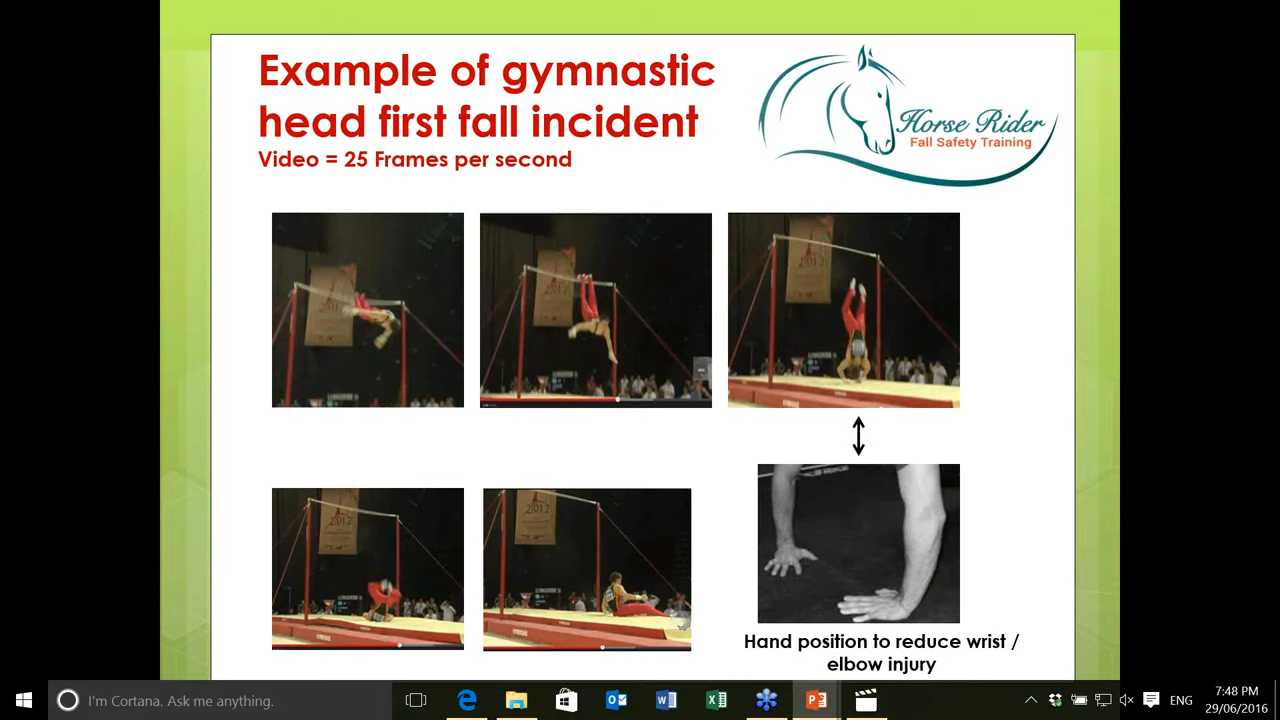 Example of gymnastic
head first fall incident
Video = 25 Frames per second
Horse Rider
Fall Safety Training
2012
2012
Hand position to reduce wrist /
elbow injury
I'm Cortana. Ask me anything.
ENG
7:48 PM
29/06/2016